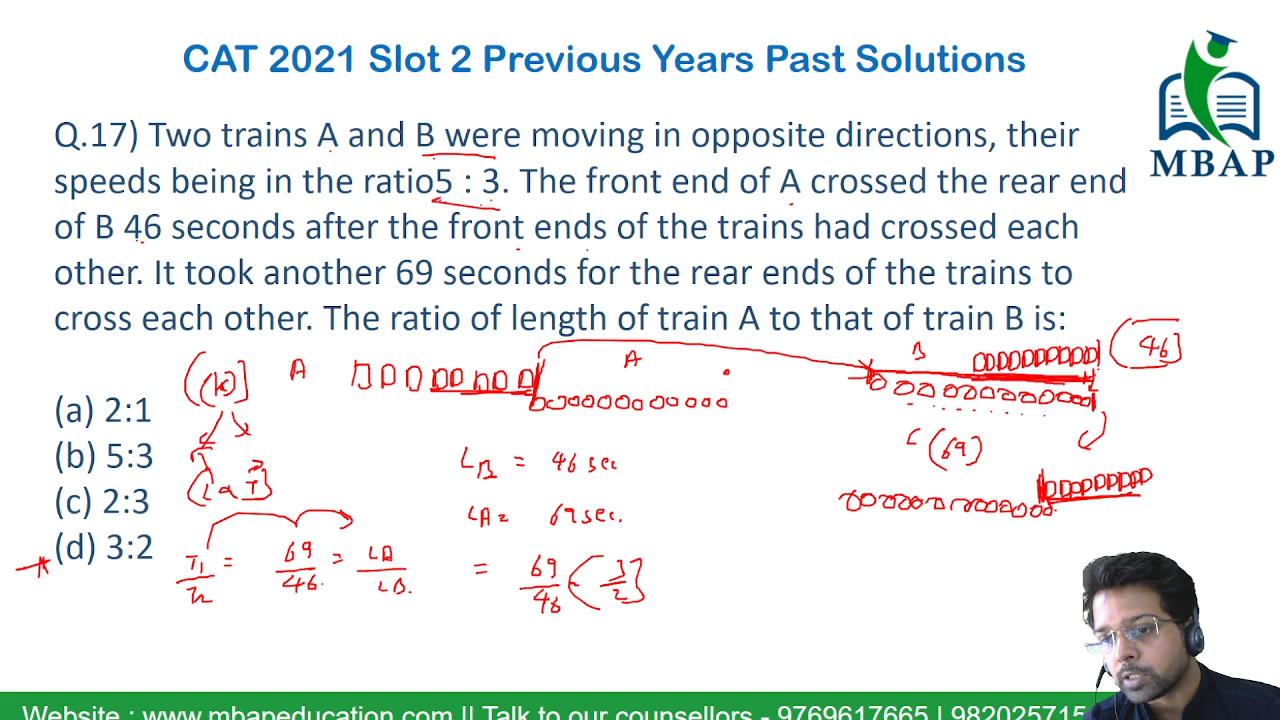 CAT 2021 Slot 2 Previous Years Past Solutions
MBAP
Q.17) Two trains A and B were moving in opposite directions, their
speeds being in the ratio5 : 3. The front end of A crossed the rear end
of B 46 seconds after the front ends of the trains had crossed each
other. It took another 69 seconds for the rear ends of the trains to
cross each other. The ratio of length of train A to that of train B is:
A
A
B
46
(a) 2:1
(b) 5:3
(c) 2:3
(d) 3:2
(69)
LB = 46 sec
LA = 69 sec.
69/46 = LA/LB. = 69/46 = 3/2
Website : www.mbapeducation.com || Talk to our counsellors - 9769617665 | 982025715